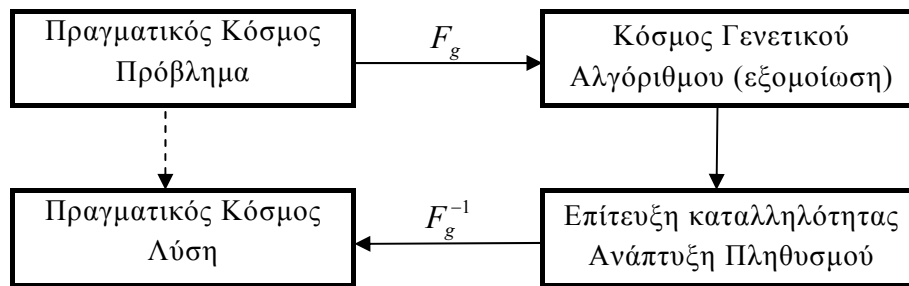 Πραγματικός Κόσμος
Πρόβλημα
F_g
Κόσμος Γενετικού
Αλγόριθμου (εξομοίωση)
Πραγματικός Κόσμος
Λύση
F_g^{-1}
Επίτευξη καταλληλότητας
Ανάπτυξη Πληθυσμού